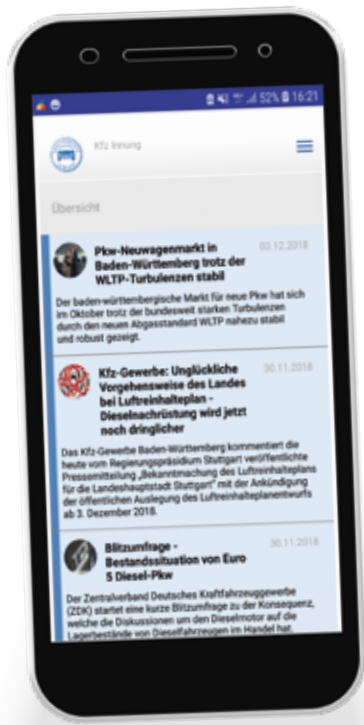 52% 16:21
Kfz Innung
Übersicht
Pkw-Neuwagenmarkt in 03.12.2018
Baden-Württemberg trotz der
WLTP-Turbulenzen stabil
Der baden-württembergische Markt für neue Pkw hat sich
im Oktober trotz der bundesweit starken Turbulenzen
durch den neuen Abgasstandard WLTP nahezu stabil
und robust gezeigt.
Kfz-Gewerbe: Unglückliche 30.11.2018
Vorgehensweise des Landes
bei Luftreinhalteplan -
Dieselnachrüstung wird jetzt
noch dringlicher
Das Kfz-Gewerbe Baden-Württemberg kommentiert die
heute vom Regierungspräsidium Stuttgart veröffentlichte
Pressemitteilung „Bekanntmachung des Luftreinhalteplans
für die Landeshauptstadt Stuttgart" mit der Ankündigung
der öffentlichen Auslegung des Luftreinhalteplanentwurfs
ab 3. Dezember 2018.
Blitzumfrage - 30.11.2018
Bestandssituation von Euro
5 Diesel-Pkw
Der Zentralverband Deutsches Kraftfahrzeuggewerbe
(ZDK) startet eine kurze Blitzumfrage zu der Konsequenz,
welche die Diskussionen um den Dieselmotor auf die
Lagerbestände von Dieselfahrzeugen im Handel hat.